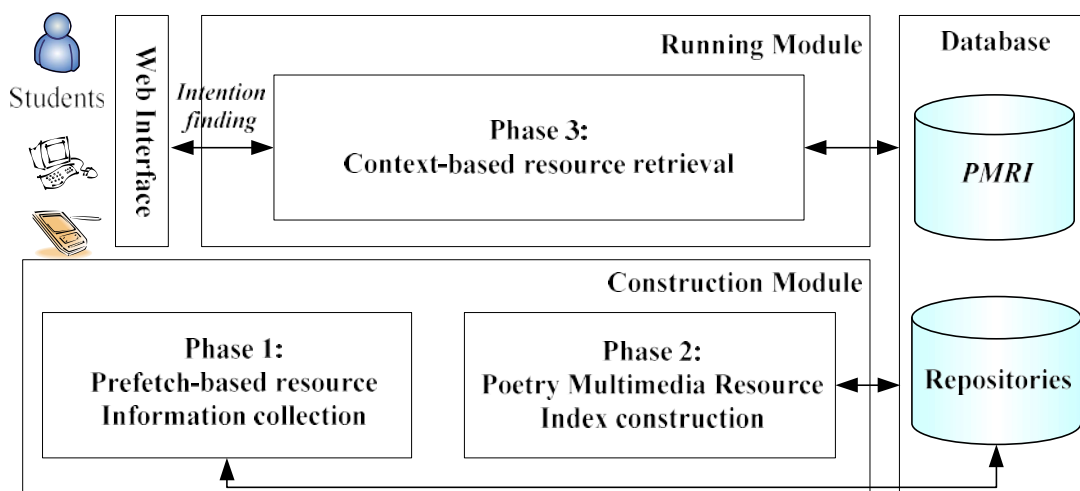 Students
Web Interface
Intention
finding
Running Module
Phase 3:
Context-based resource retrieval
Database
PMRI
Construction Module
Phase 1:
Prefetch-based resource
Information collection
Phase 2:
Poetry Multimedia Resource
Index construction
Repositories